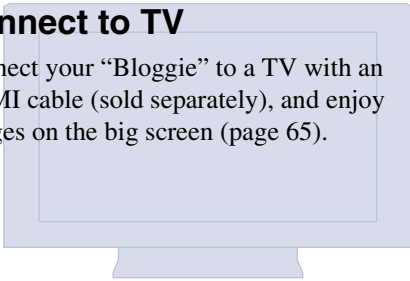 nnect to TV
nect your “Bloggie” to a TV with an
MI cable (sold separately), and enjoy
ges on the big screen (page 65).